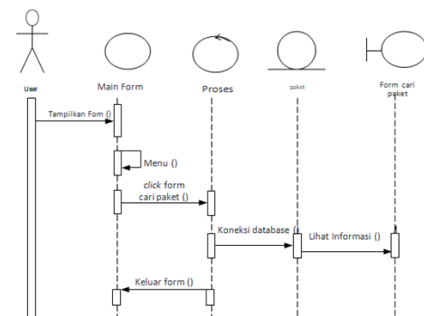 User
Main Form
Proses
paket
Form cari
paket
Tampilkan Fom ()
Menu ()
click form
cari paket ()
Koneksi database ()
Lihat Informasi ()
Keluar form ()